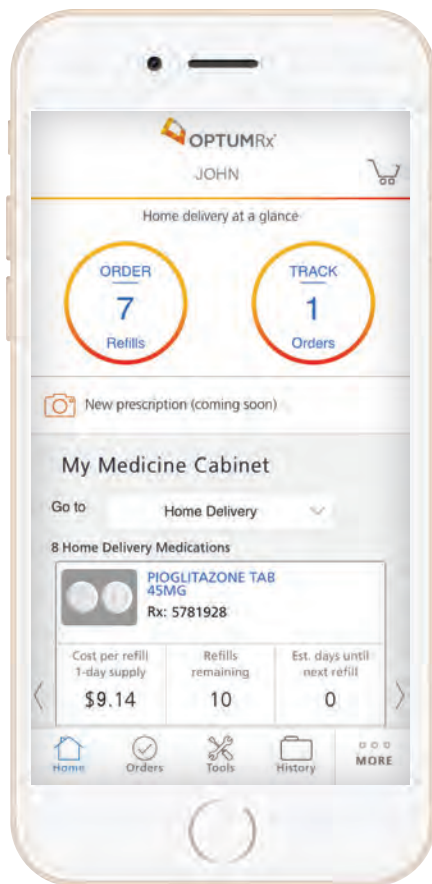 OPTUMRx®
JOHN
Home delivery at a glance
ORDER
7
Refills
TRACK
1
Orders
New prescription (coming soon)
My Medicine Cabinet
Go to
Home Delivery
8 Home Delivery Medications
PIOGLITAZONE TAB
45MG
Rx: 5781928
Cost per refill
1-day supply
$9.14
Refills
remaining
10
Est. days until
next refill
0
Home
Orders
Tools
History
MORE